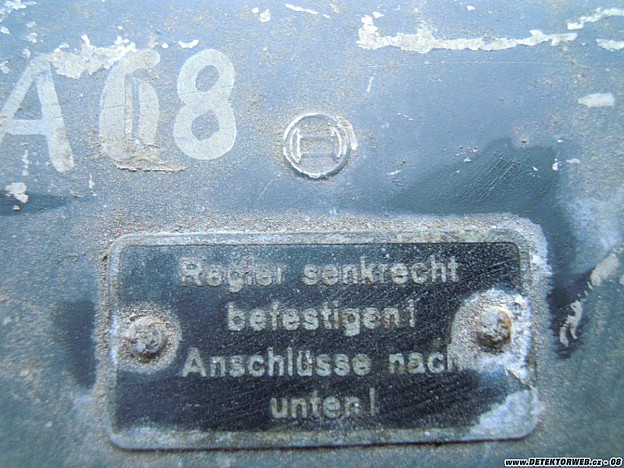 A68
Regler senkrecht
befestigen!
Anschlüsse nach
unten!
WWW.DETEKTORWEB.cz - 08